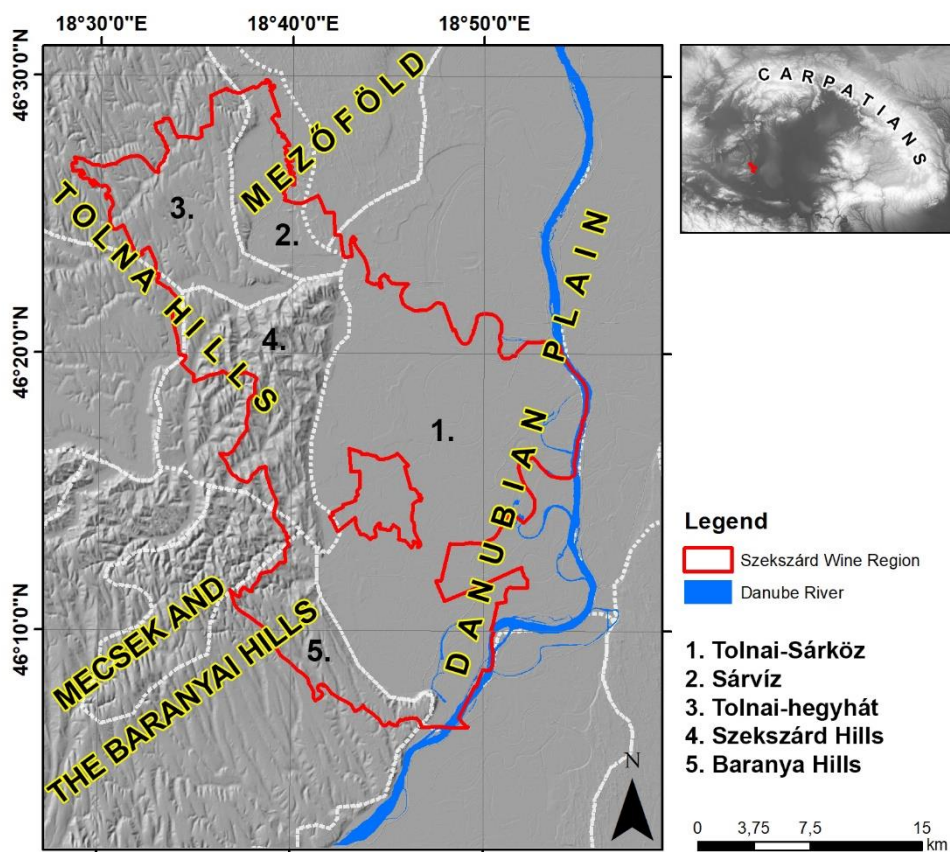 18°30'0"E
18°40'0"E
18°50'0"E
46°30'0"N
46°20'0"N
46°10'0"N
MEZŐFÖLD
TOLNA HILLS
DANUBIAN PLAIN
MECSEK AND
THE BARANYAI HILLS
1.
2.
3.
4.
5.
N
CARPATIANS
Legend
Szekszárd Wine Region
Danube River
1. Tolnai-Sárköz
2. Sárvíz
3. Tolnai-hegyhát
4. Szekszárd Hills
5. Baranya Hills
0 3,75 7,5 15
km